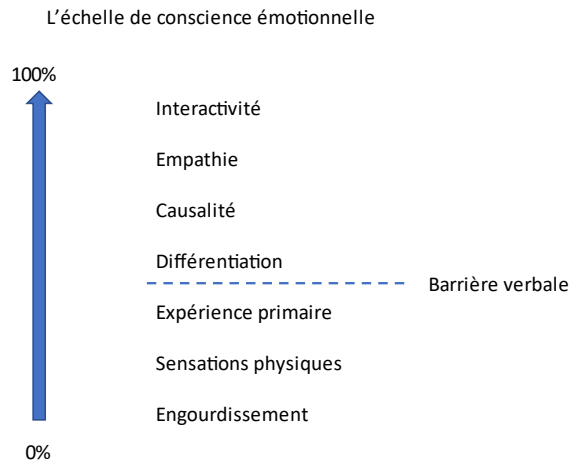 L’échelle de conscience émotionnelle
100%
Interactivité
Empathie
Causalité
Différentiation
Barrière verbale
Expérience primaire
Sensations physiques
Engourdissement
0%